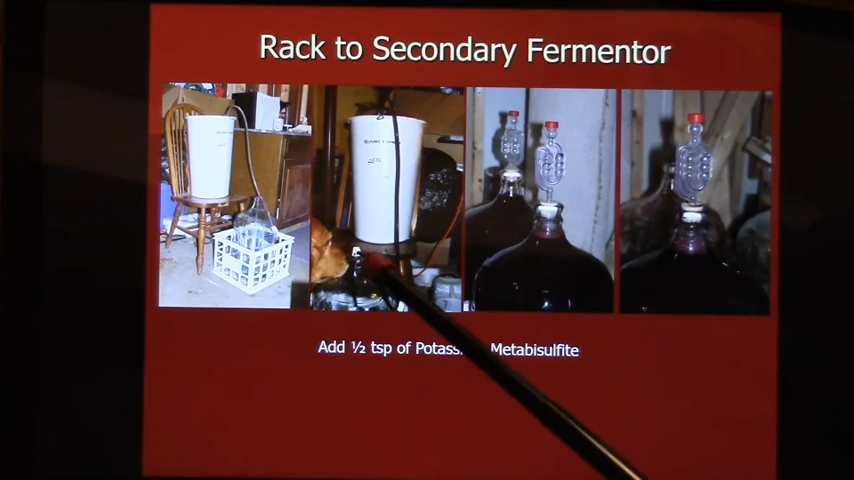 Rack to Secondary Fermentor
Add ½ tsp of Metabisulfite